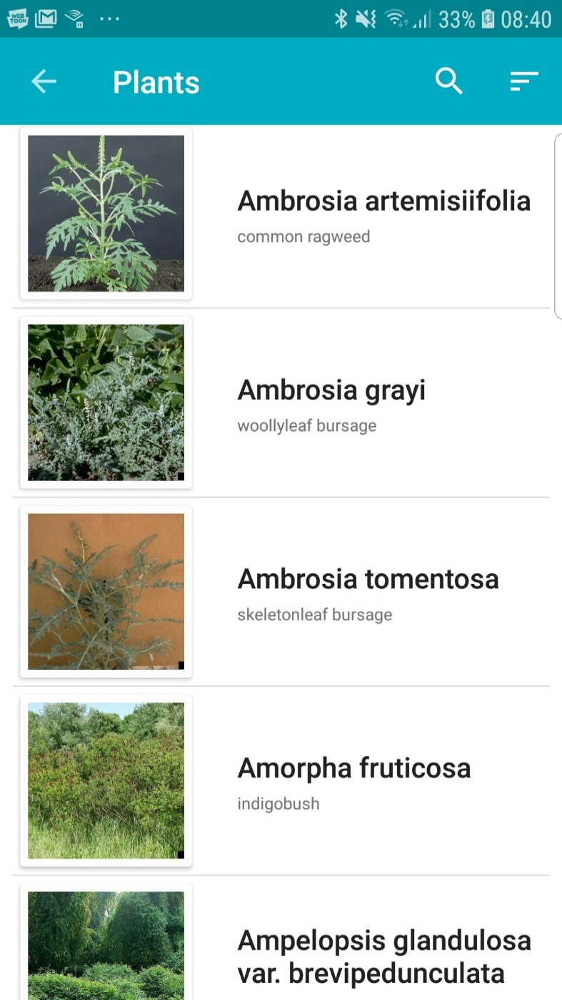 WEB
TOON
33% 08:40
Plants
Ambrosia artemisiifolia
common ragweed
Ambrosia grayi
woollyleaf bursage
Ambrosia tomentosa
skeletonleaf bursage
Amorpha fruticosa
indigobush
Ampelopsis glandulosa
var. brevipedunculata